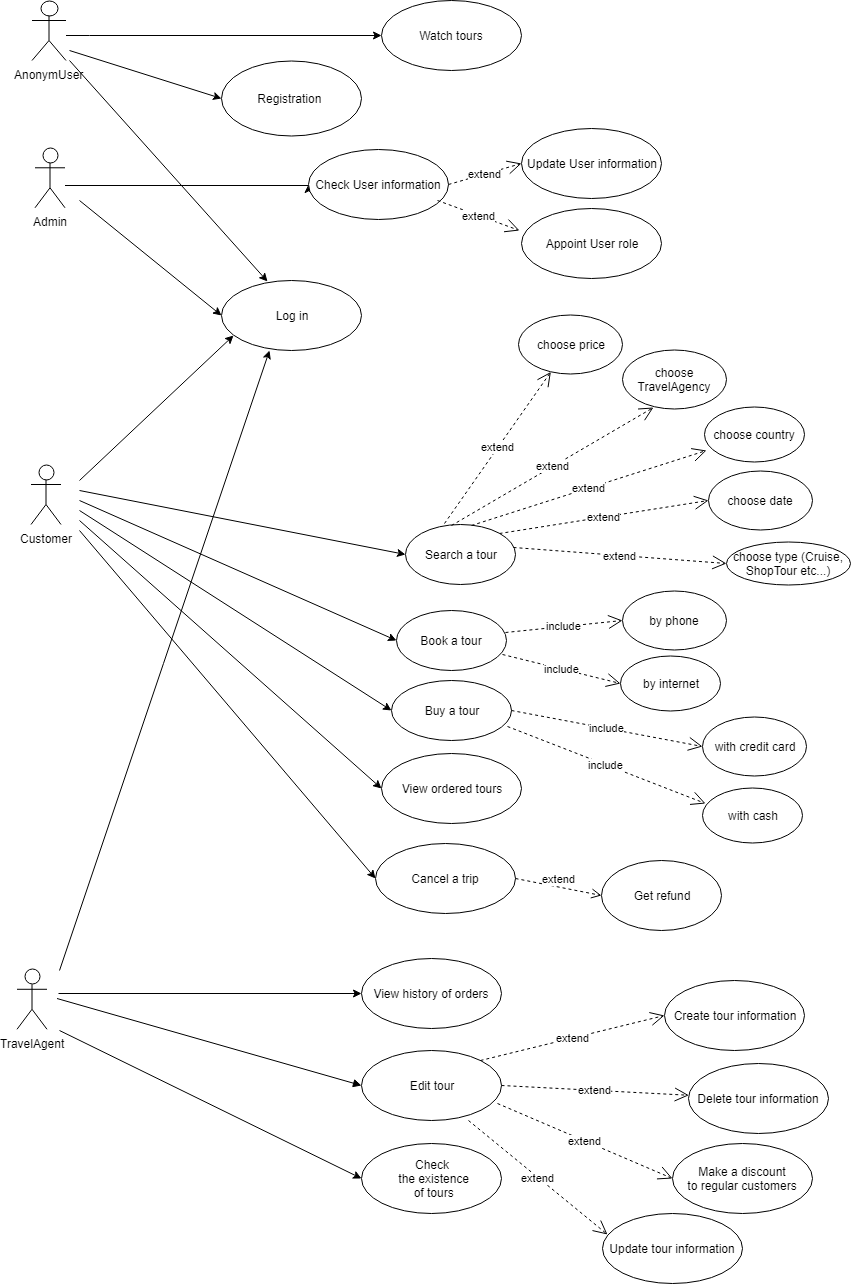 Watch tours
AnonymUser
Registration
Admin
Check User information
extend
Update User information
extend
Appoint User role
Log in
choose price
choose
TravelAgency
extend
choose country
extend
extend
choose date
extend
Customer
Search a tour
extend
choose type (Cruise,
ShopTour etc...)
Book a tour
include
by phone
include
by internet
Buy a tour
include
with credit card
include
with cash
View ordered tours
Cancel a trip
extend
Get refund
TravelAgent
View history of orders
extend
Create tour information
Edit tour
extend
Delete tour information
extend
Make a discount
to regular customers
Check
the existence
of tours
extend
Update tour information